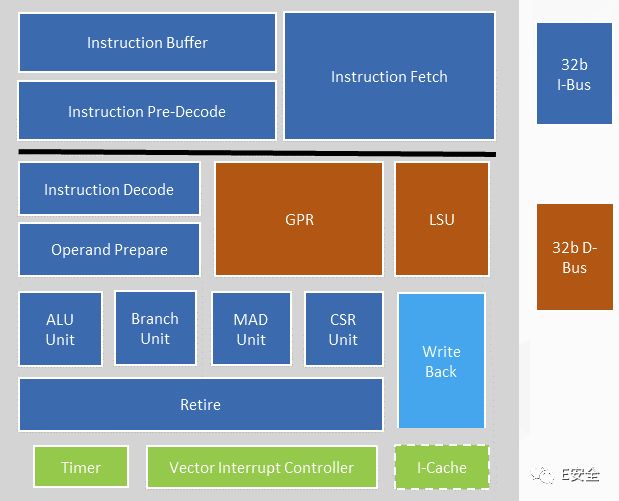 Instruction Buffer
Instruction Fetch
Instruction Pre-Decode
32b
I-Bus
Instruction Decode
Operand Prepare
GPR
LSU
32b D-
Bus
ALU
Unit
Branch
Unit
MAD
Unit
CSR
Unit
Write
Back
Retire
Timer
Vector Interrupt Controller
I-Cache
E安全